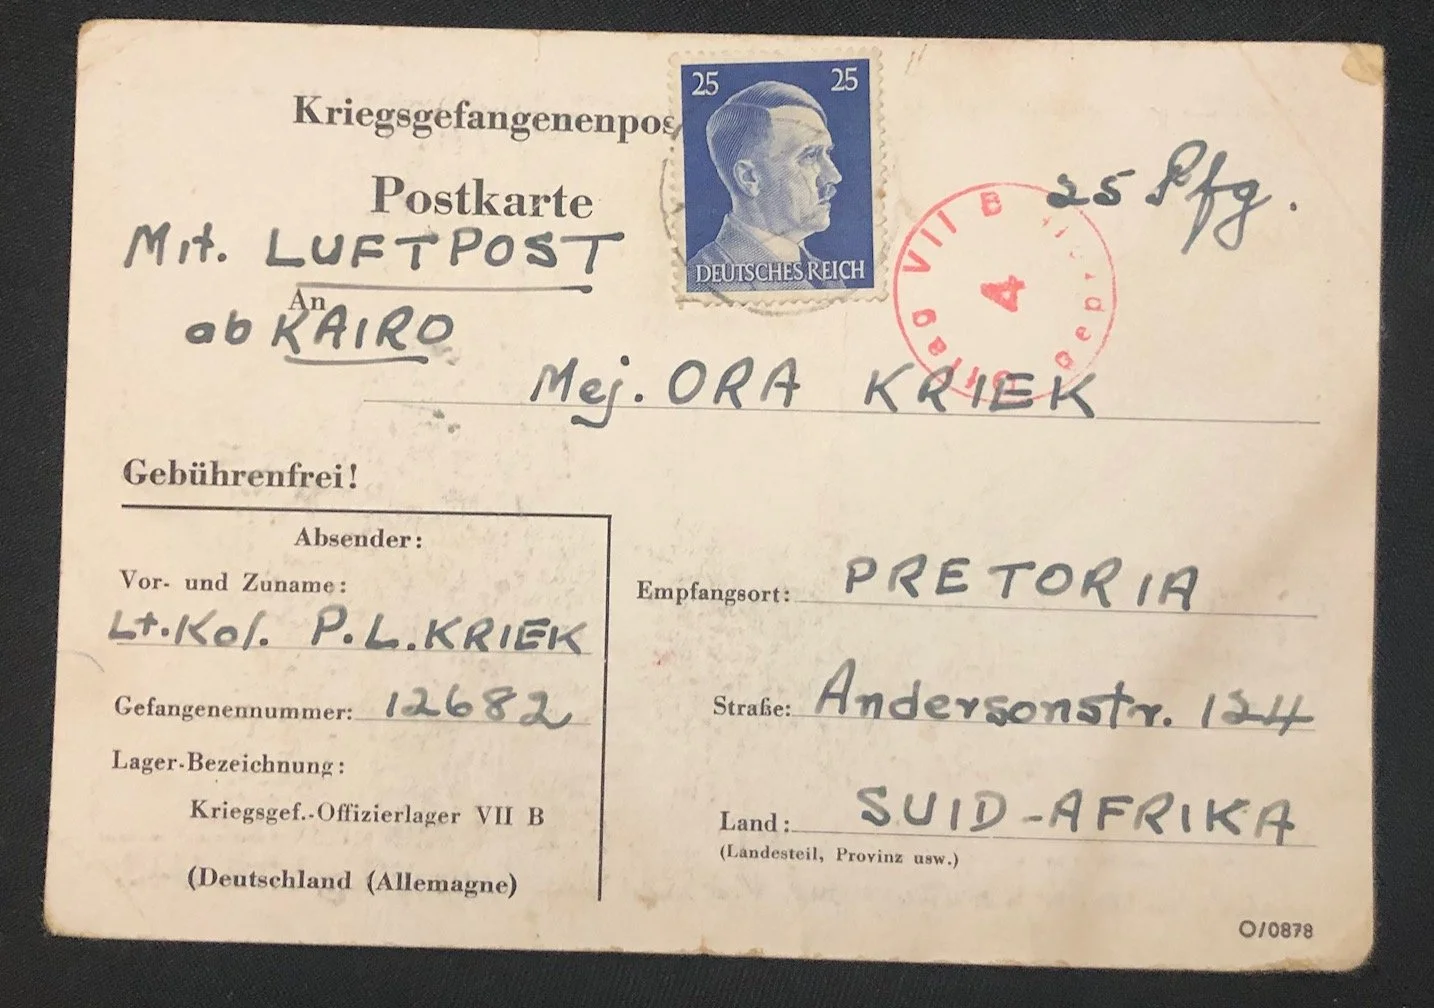 Kriegsgefangenenpos
25 25
DEUTSCHES REICH
Postkarte
25 Pfg.
Mit. LUFTPOST
An
ab KAIRO
Oflag VII B
4
Geprüft
Mej. ORA KRIEK
Gebührenfrei!
Absender:
Vor- und Zuname:
Lt.Kol. P.L.KRIEK
Gefangenennummer: 12682
Lager-Bezeichnung:
Kriegsgef.-Offizierlager VII B
(Deutschland (Allemagne)
Empfangsort: PRETORIA
Straße: Andersonstr. 124
Land: SUID-AFRIKA
(Landesteil, Provinz usw.)
O/0878